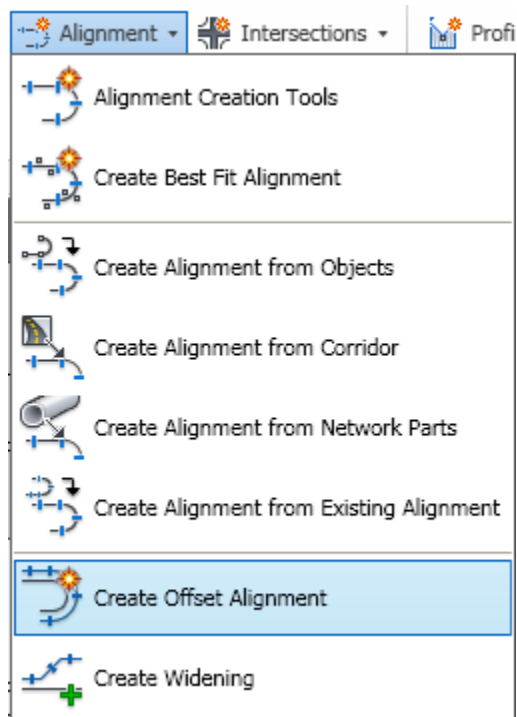 Alignment Intersections Profi
Alignment Creation Tools
Create Best Fit Alignment
Create Alignment from Objects
Create Alignment from Corridor
Create Alignment from Network Parts
Create Alignment from Existing Alignment
Create Offset Alignment
Create Widening